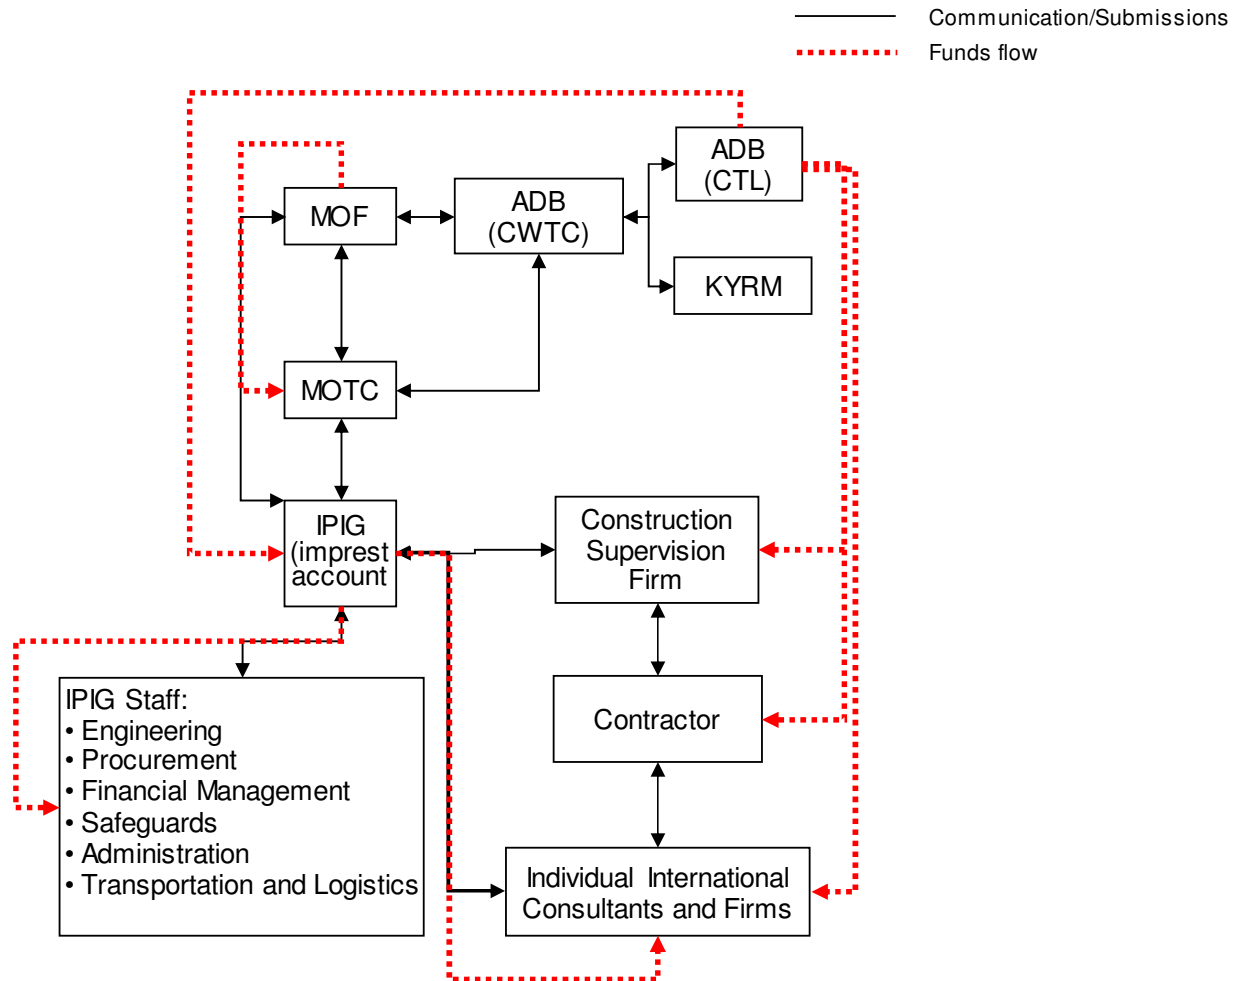 Communication/Submissions
Funds flow
ADB
(CTL)
MOF
ADB
(CWTC)
KYRM
MOTC
IPIG
(imprest
account
Construction
Supervision
Firm
IPIG Staff:
• Engineering
• Procurement
• Financial Management
• Safeguards
• Administration
• Transportation and Logistics
Contractor
Individual International
Consultants and Firms